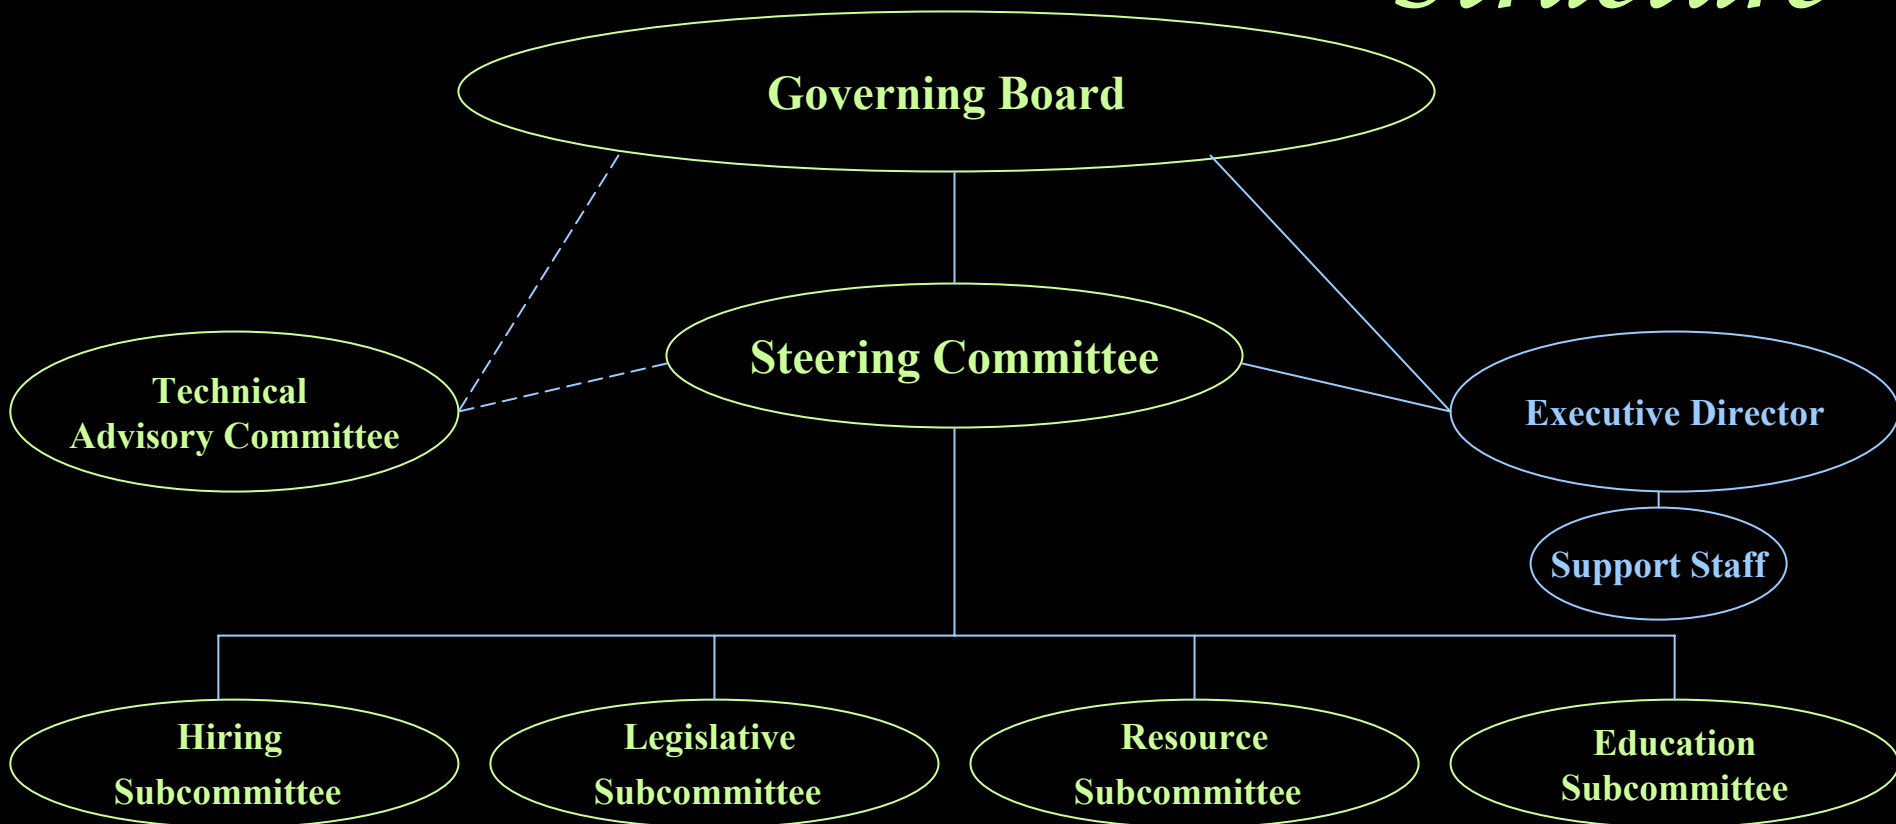 Structure
Governing Board
Steering Committee
Technical
Advisory Committee
Executive Director
Support Staff
Hiring
Subcommittee
Legislative
Subcommittee
Resource
Subcommittee
Education
Subcommittee